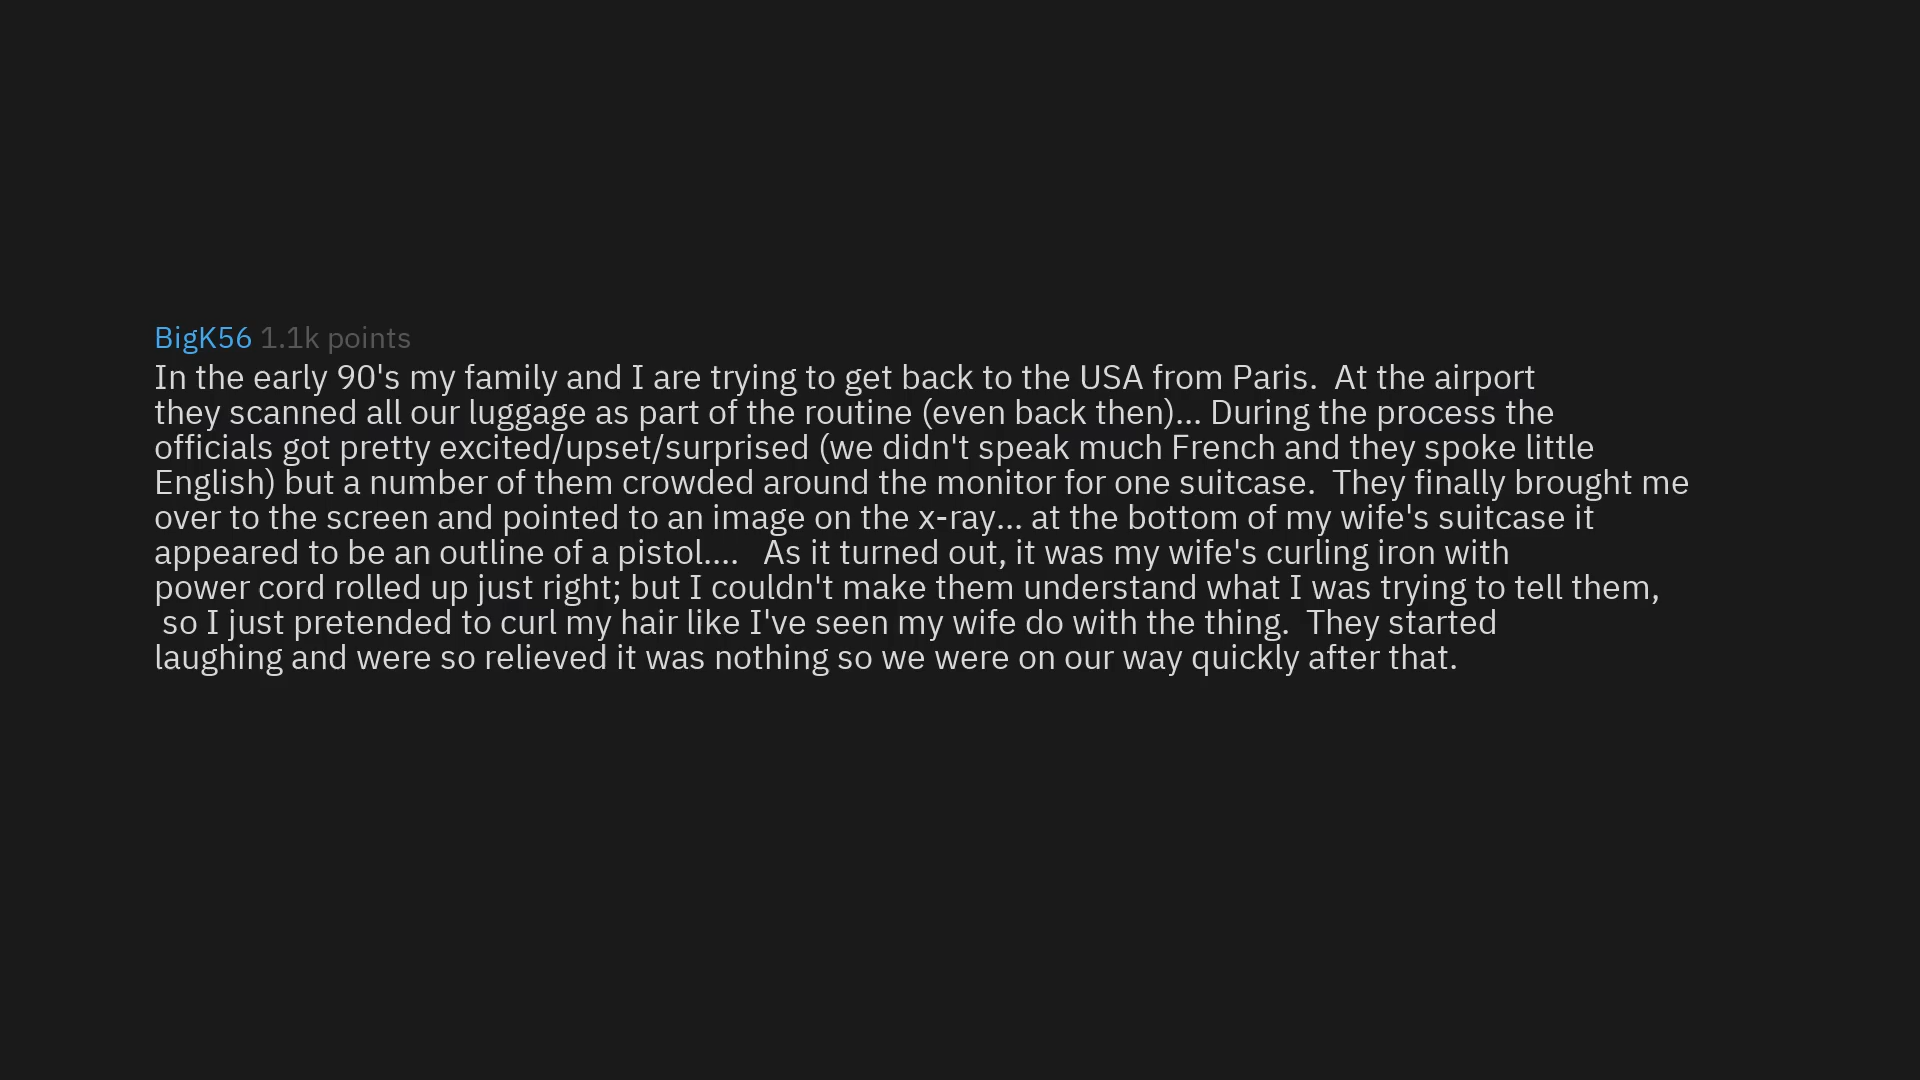 BigK56 1.1k points
In the early 90's my family and I are trying to get back to the USA from Paris.  At the airport
they scanned all our luggage as part of the routine (even back then)... During the process the
officials got pretty excited/upset/surprised (we didn't speak much French and they spoke little
English) but a number of them crowded around the monitor for one suitcase.  They finally brought me
over to the screen and pointed to an image on the x-ray... at the bottom of my wife's suitcase it
appeared to be an outline of a pistol....   As it turned out, it was my wife's curling iron with
power cord rolled up just right; but I couldn't make them understand what I was trying to tell them,
 so I just pretended to curl my hair like I've seen my wife do with the thing.  They started
laughing and were so relieved it was nothing so we were on our way quickly after that.